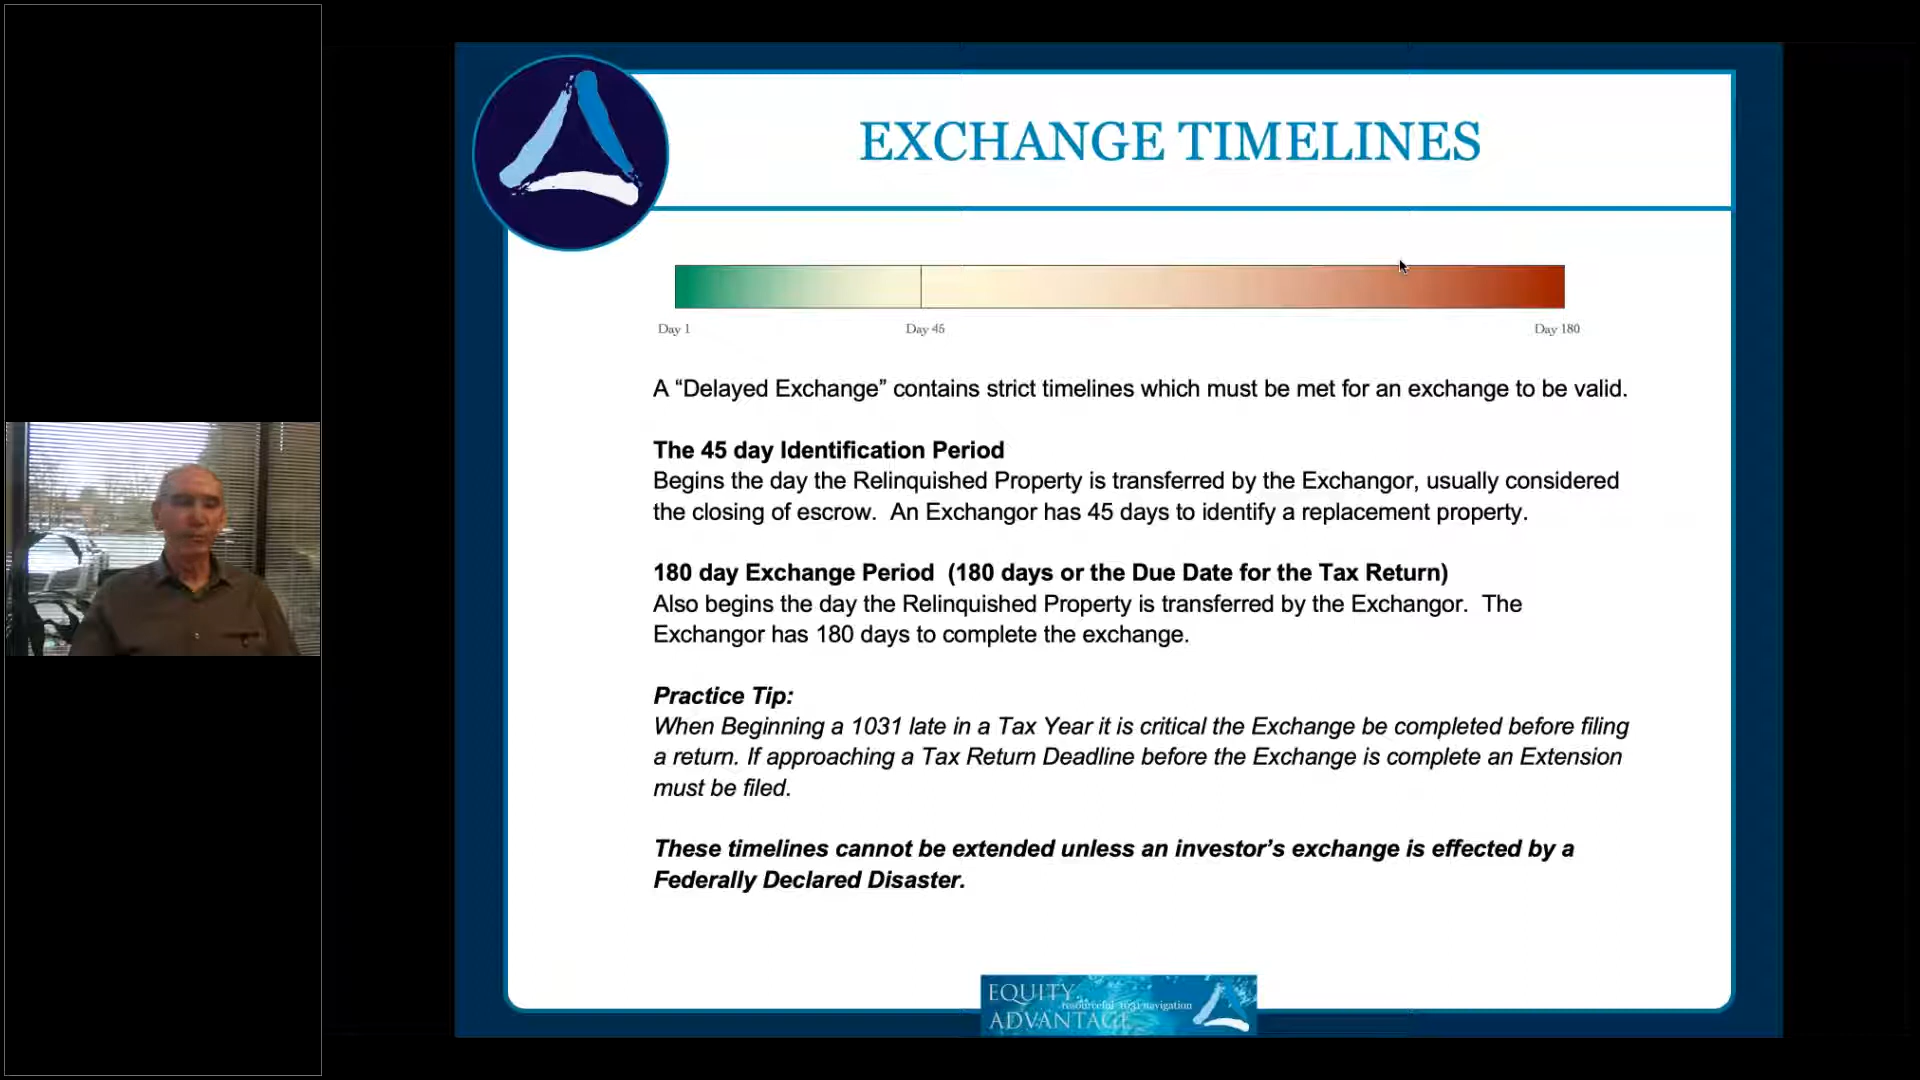 EXCHANGE TIMELINES
Day 1
Day 45
Day 180
A “Delayed Exchange” contains strict timelines which must be met for an exchange to be valid.
The 45 day Identification Period
Begins the day the Relinquished Property is transferred by the Exchangor, usually considered
the closing of escrow.  An Exchangor has 45 days to identify a replacement property.
180 day Exchange Period  (180 days or the Due Date for the Tax Return)
Also begins the day the Relinquished Property is transferred by the Exchangor.  The
Exchangor has 180 days to complete the exchange.
Practice Tip:
When Beginning a 1031 late in a Tax Year it is critical the Exchange be completed before filing
a return. If approaching a Tax Return Deadline before the Exchange is complete an Extension
must be filed.
These timelines cannot be extended unless an investor’s exchange is effected by a
Federally Declared Disaster.
EQUITY
resourceful 1031 navigation
ADVANTAGE